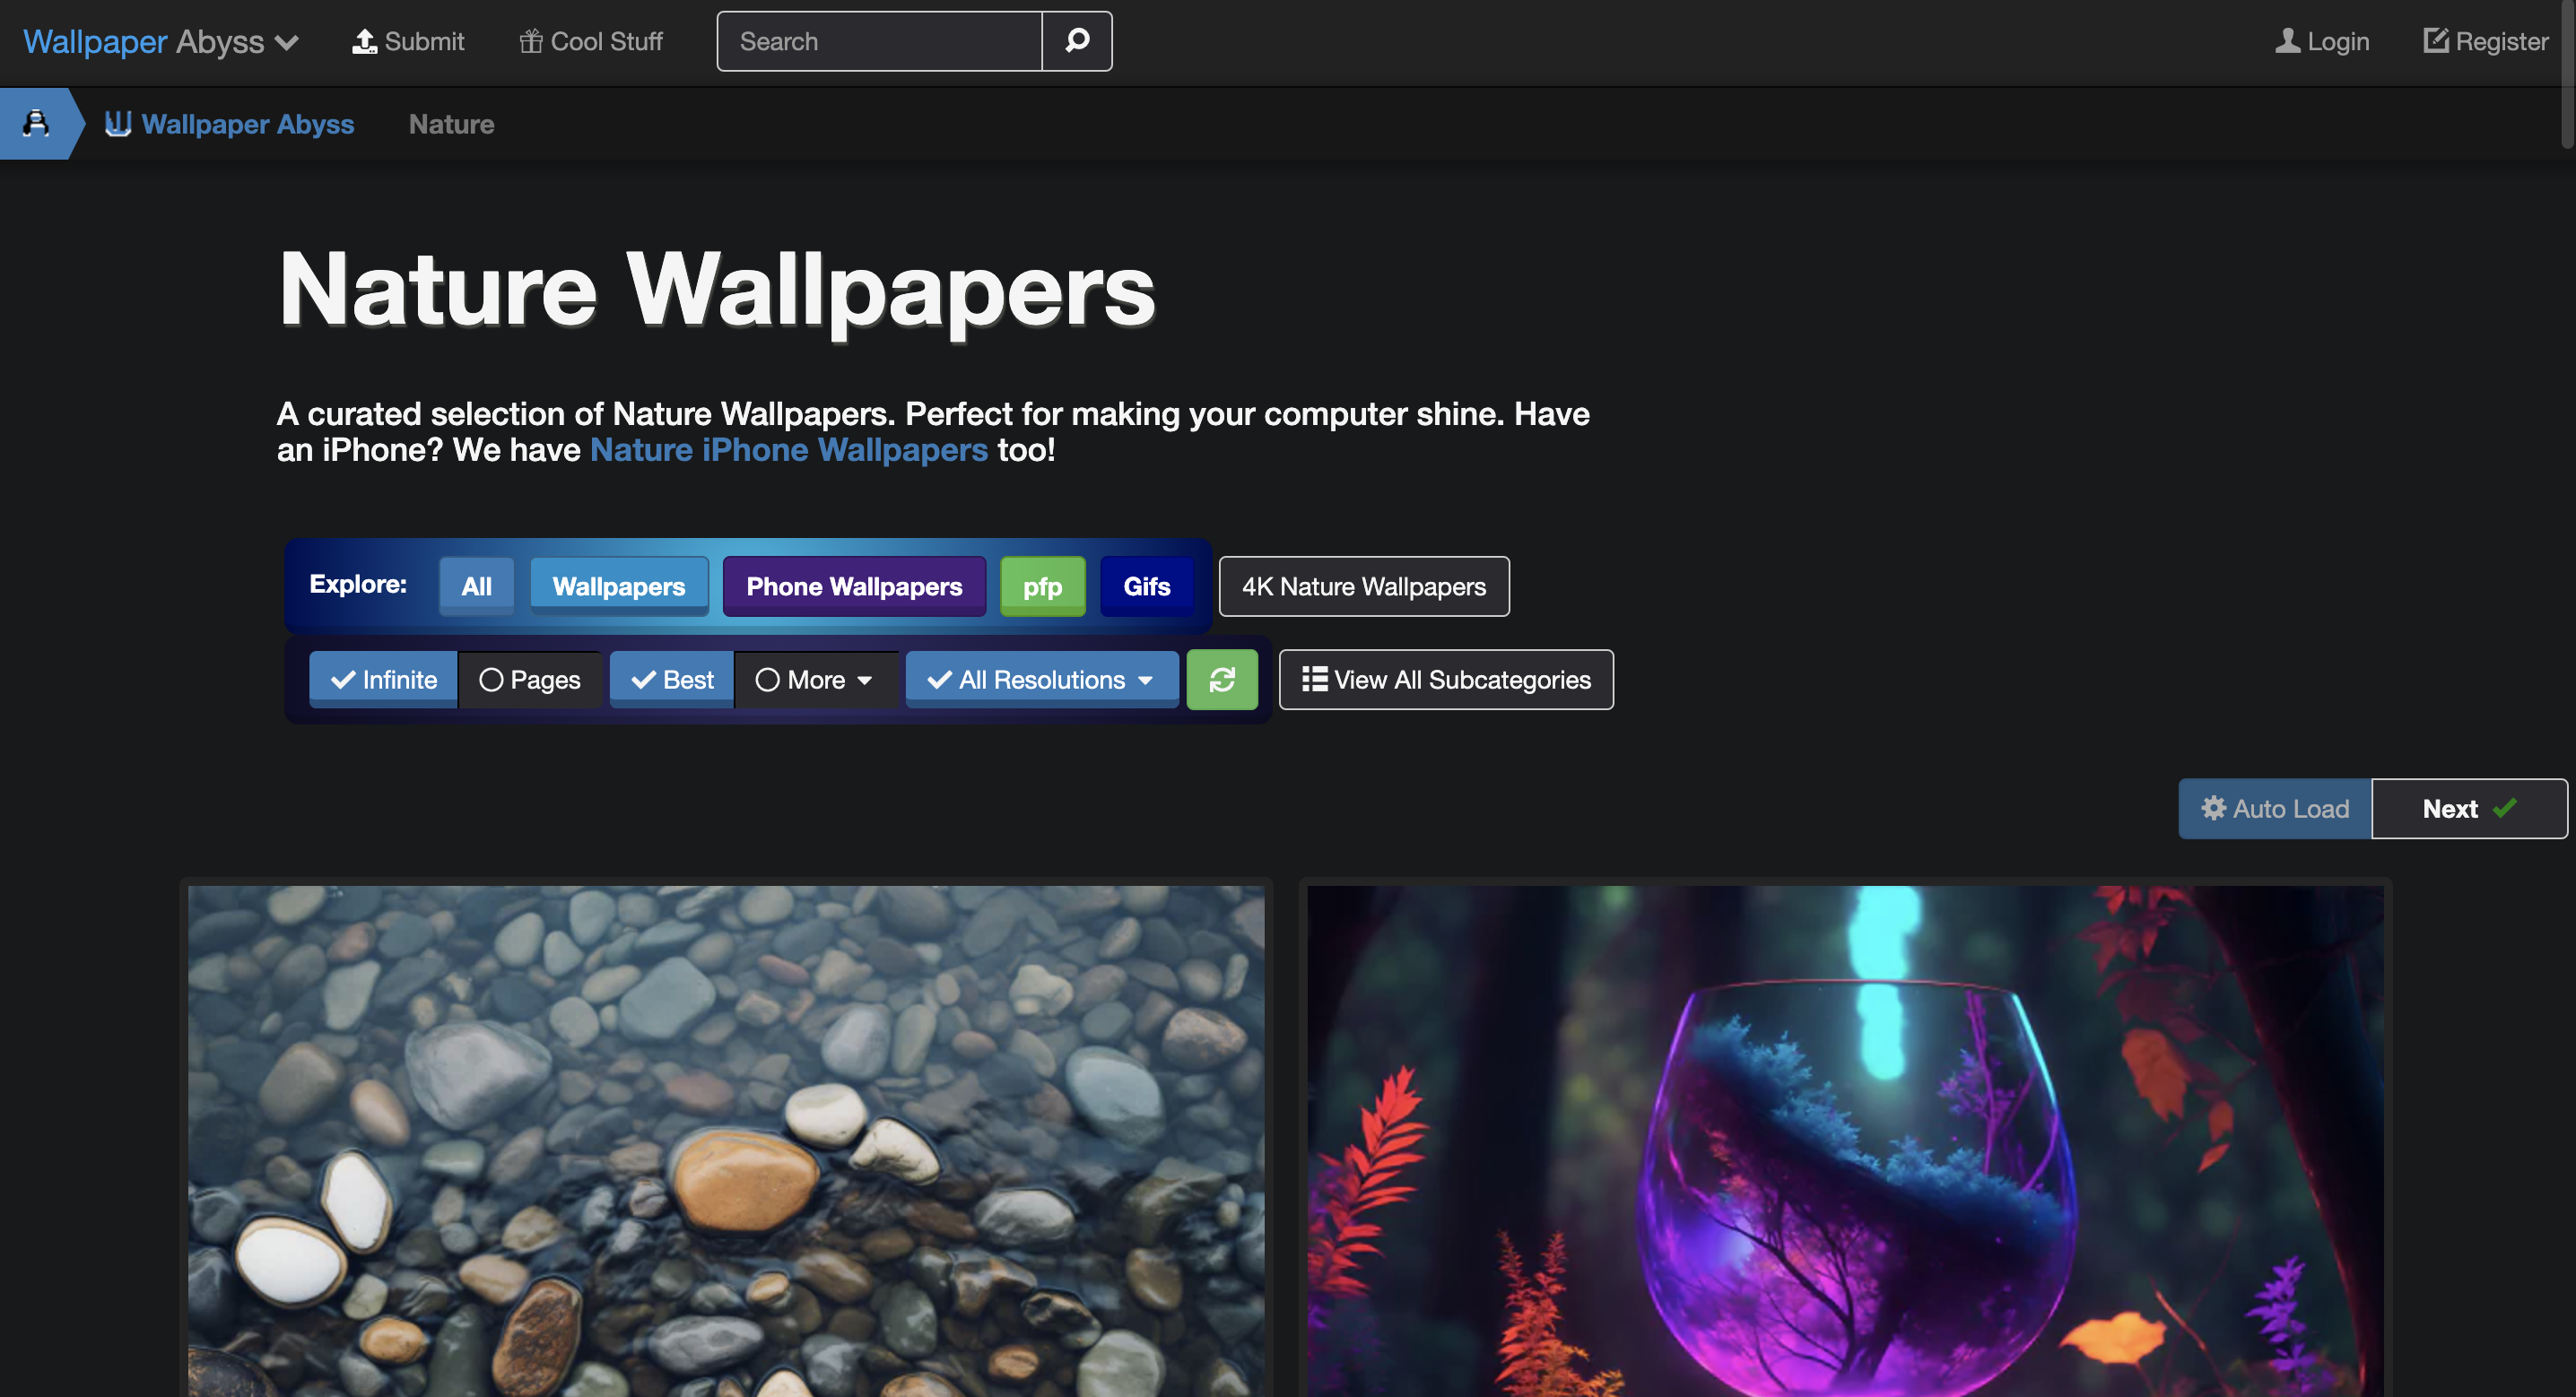 Wallpaper Abyss Submit Cool Stuff Search Login Register
Wallpaper Abyss Nature
Nature Wallpapers
A curated selection of Nature Wallpapers. Perfect for making your computer shine. Have
an iPhone? We have Nature iPhone Wallpapers too!
Explore: All Wallpapers Phone Wallpapers pfp Gifs 4K Nature Wallpapers
Infinite Pages Best More All Resolutions View All Subcategories
Auto Load Next